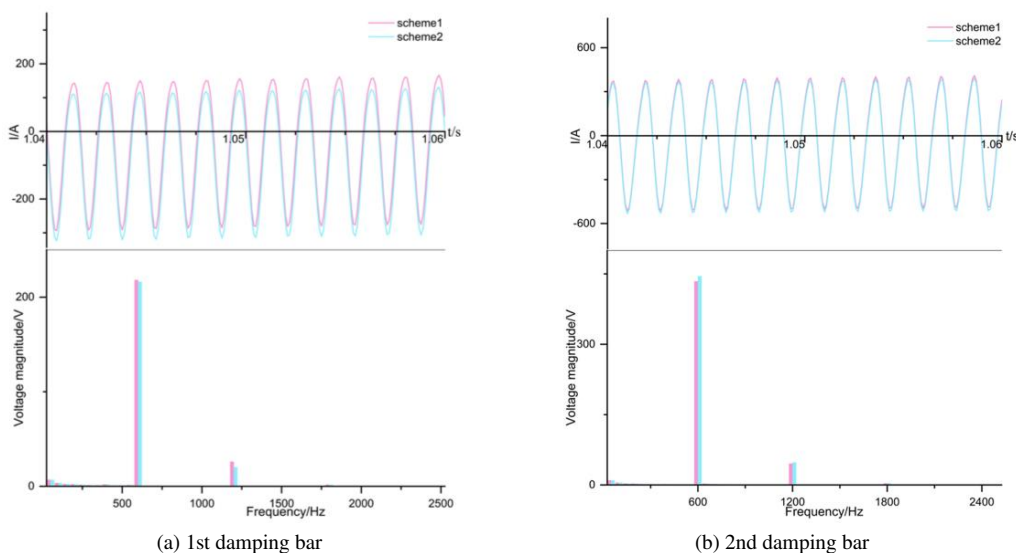 scheme1
scheme2
200
0
-200
I/A
1.04
1.05
1.06
t/s
200
0
Voltage magnitude/V
500
1000
1500
2000
2500
Frequency/Hz
(a) 1st damping bar
scheme1
scheme2
600
0
-600
I/A
1.04
1.05
1.06
t/s
300
0
Voltage magnitude/V
600
1200
1800
2400
Frequency/Hz
(b) 2nd damping bar